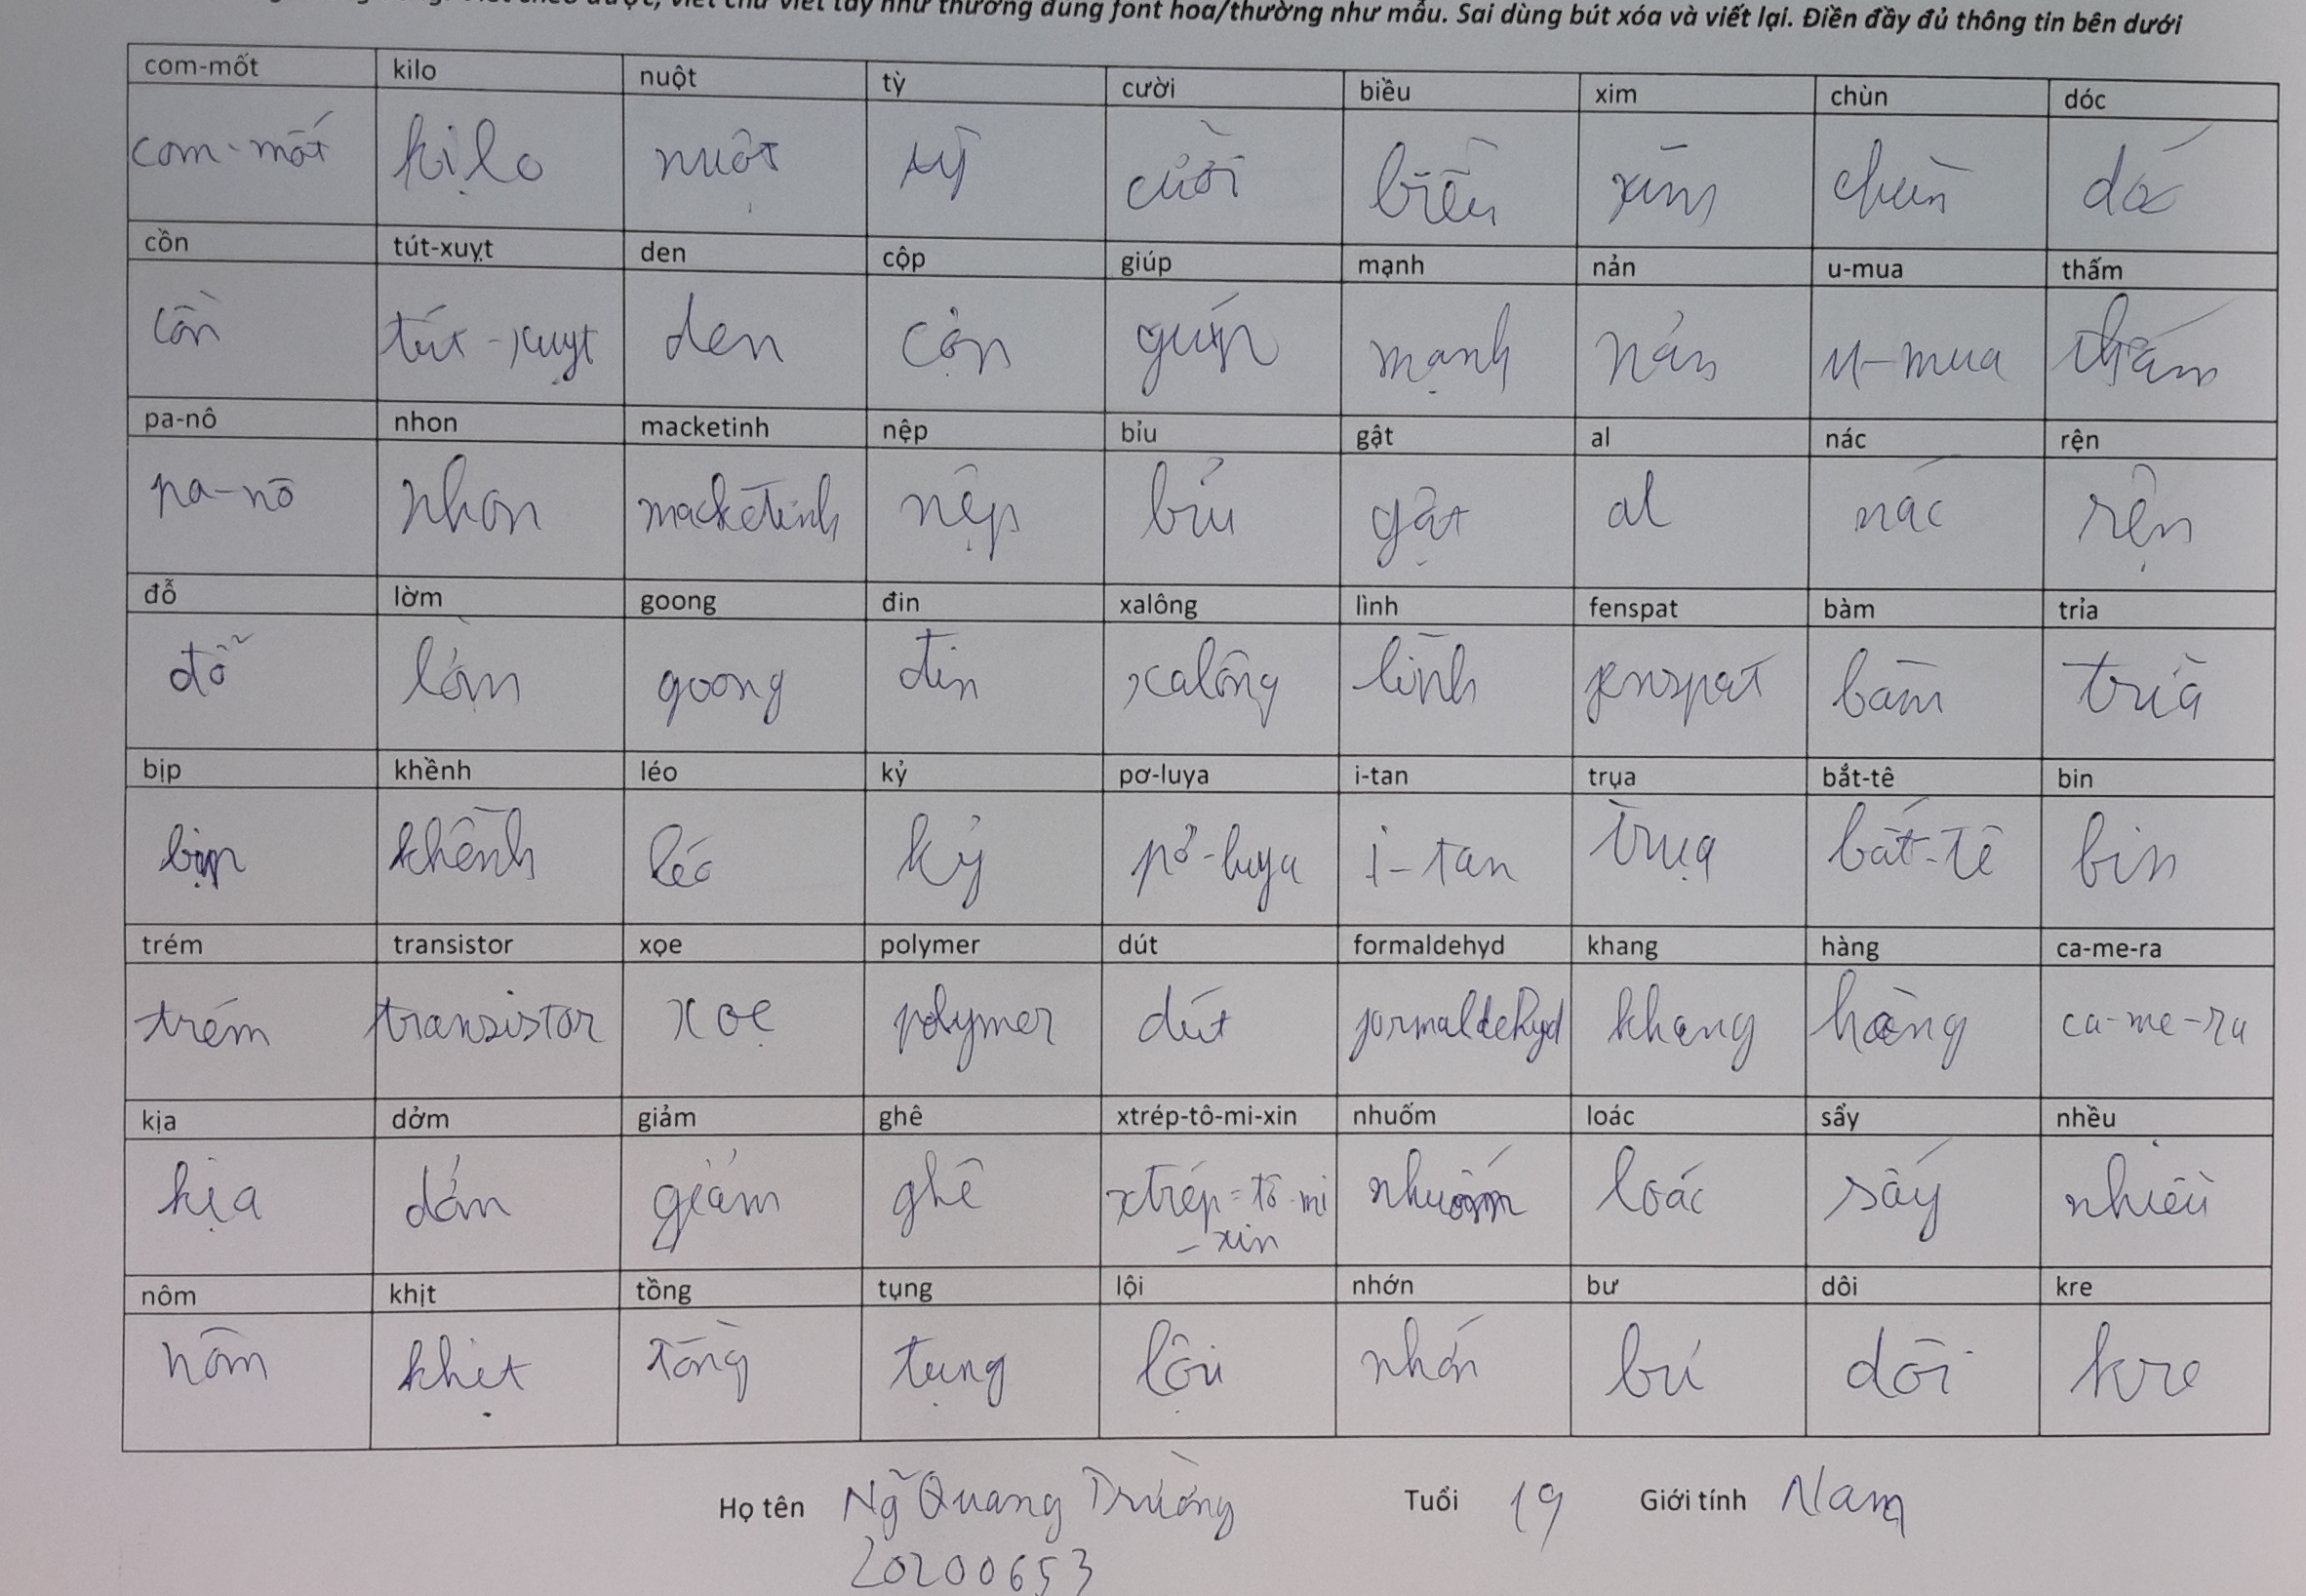 viết chữ viết tay như thường dùng font hoa/thường như mẫu. Sai dùng bút xóa và viết lại. Điền đầy đủ thông tin bên dưới
com-mốt kilo nuột tỳ cười biều xim chùn dóc
com-mốt kilo nuột tỳ cười biều xim chùn dóc
cồn tút-xuỵt den cộp giúp mạnh nản u-mua thấm
cồn tút-xuỵt den cộp giúp mạnh nản u-mua thấm
pa-nô nhon macketinh nệp bỉu gật al nác rện
pa-nô nhon macketinh nệp bỉu gật al nác rện
đỗ lờm goong đin xalông lình fenspat bàm trỉa
đỗ lờm goong đin xalông lình fenspat bàm trỉa
bịp khềnh léo kỷ pơ-luya i-tan trụa bắt-tê bin
bịp khềnh léo kỷ pơ-luya i-tan trụa bắt-tê bin
trém transistor xọe polymer dút formaldehyd khang hàng ca-me-ra
trém transistor xoẹ polymer dút formaldehyd khang hàng ca-me-ra
kịa dởm giảm ghê xtrép-tô-mi-xin nhuốm loác sẩy nhều
kịa dởm giảm ghê xtrép-tô-mi nhuốm loác sẩy nhiều
-xin
nôm khịt tồng tụng lội nhớn bư dôi kre
nôm khịt tồng tụng lội nhớn bư dôi kre
Họ tên Ng̃ Quang Trường Tuổi 19 Giới tính Nam
20200653